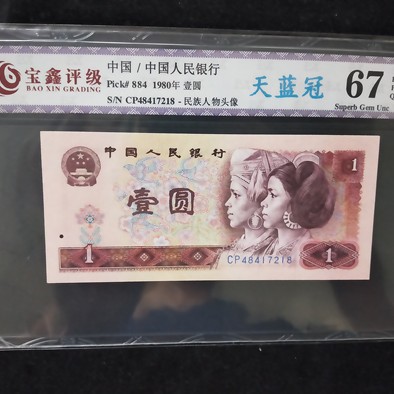 宝鑫评级
BAO XIN GRADING
中国 / 中国人民银行
Pick# 884 1980年 壹圆
S/N CP48417218 - 民族人物头像
天蓝冠
67
Superb Gem Unc
中国人民银行
1
壹圆
1
CP48417218
1